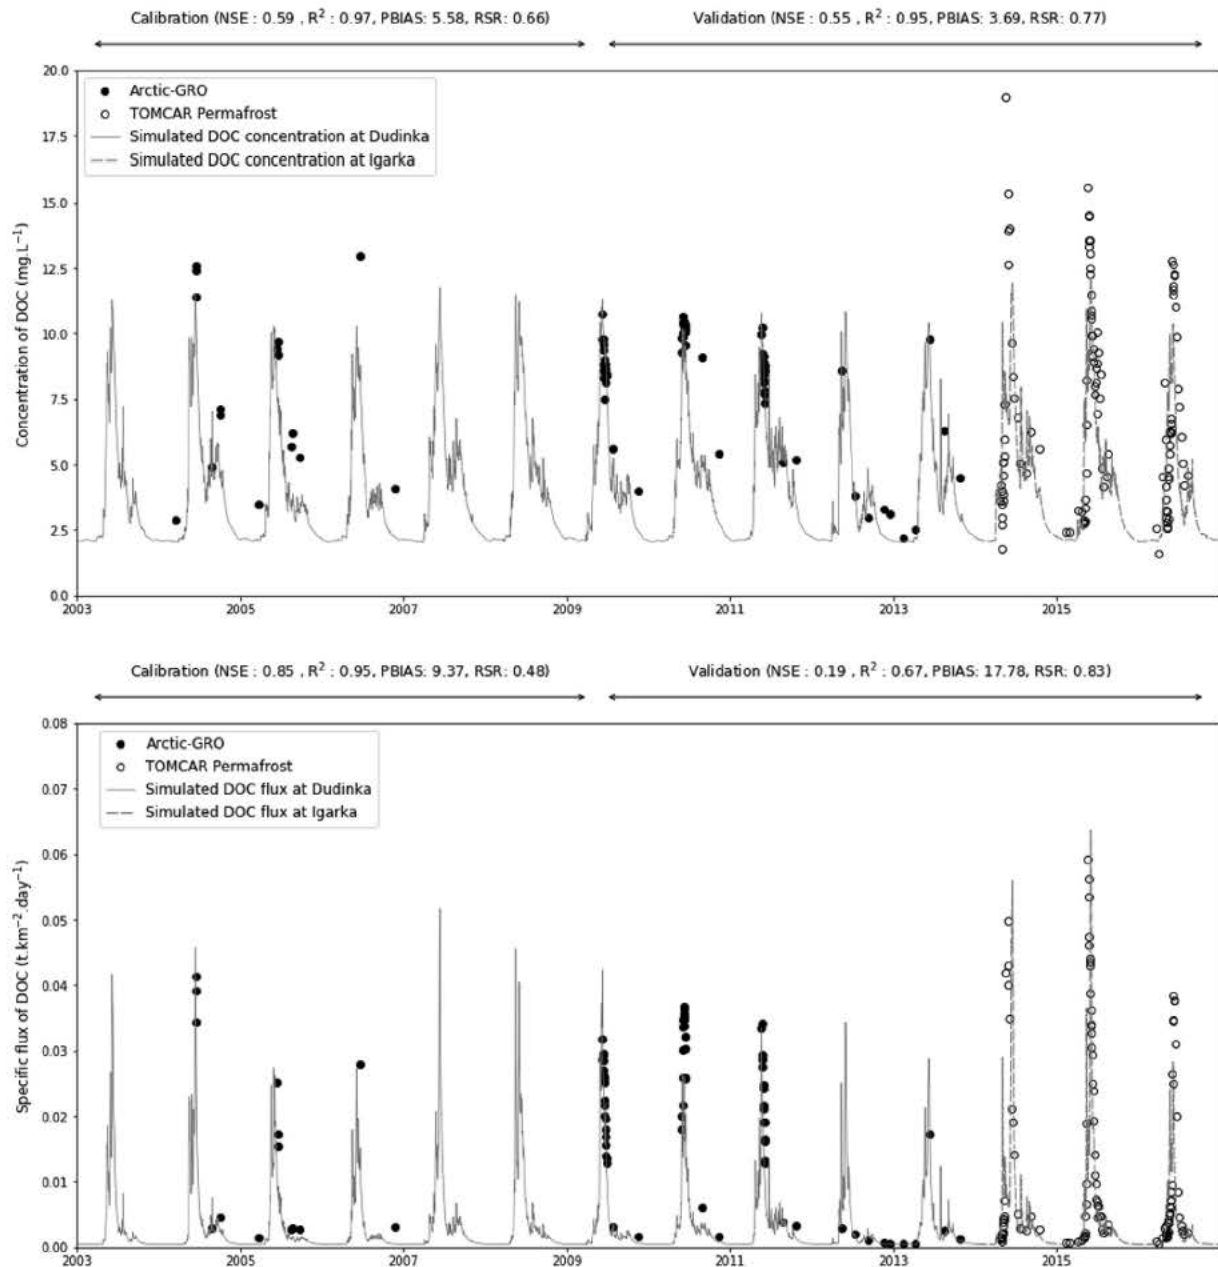 Calibration (NSE : 0.59 , R² : 0.97, PBIAS: 5.58, RSR: 0.66)
Validation (NSE : 0.55 , R² : 0.95, PBIAS: 3.69, RSR: 0.77)
20.0
17.5
15.0
12.5
10.0
7.5
5.0
2.5
0.0
Concentration of DOC (mg.L⁻¹)
Arctic-GRO
TOMCAR Permafrost
Simulated DOC concentration at Dudinka
Simulated DOC concentration at Igarka
2003
2005
2007
2009
2011
2013
2015
Calibration (NSE : 0.85 , R² : 0.95, PBIAS: 9.37, RSR: 0.48)
Validation (NSE : 0.19 , R² : 0.67, PBIAS: 17.78, RSR: 0.83)
0.08
0.07
0.06
0.05
0.04
0.03
0.02
0.01
0.00
Specific flux of DOC (t.km⁻².day⁻¹)
Arctic-GRO
TOMCAR Permafrost
Simulated DOC flux at Dudinka
Simulated DOC flux at Igarka
2003
2005
2007
2009
2011
2013
2015